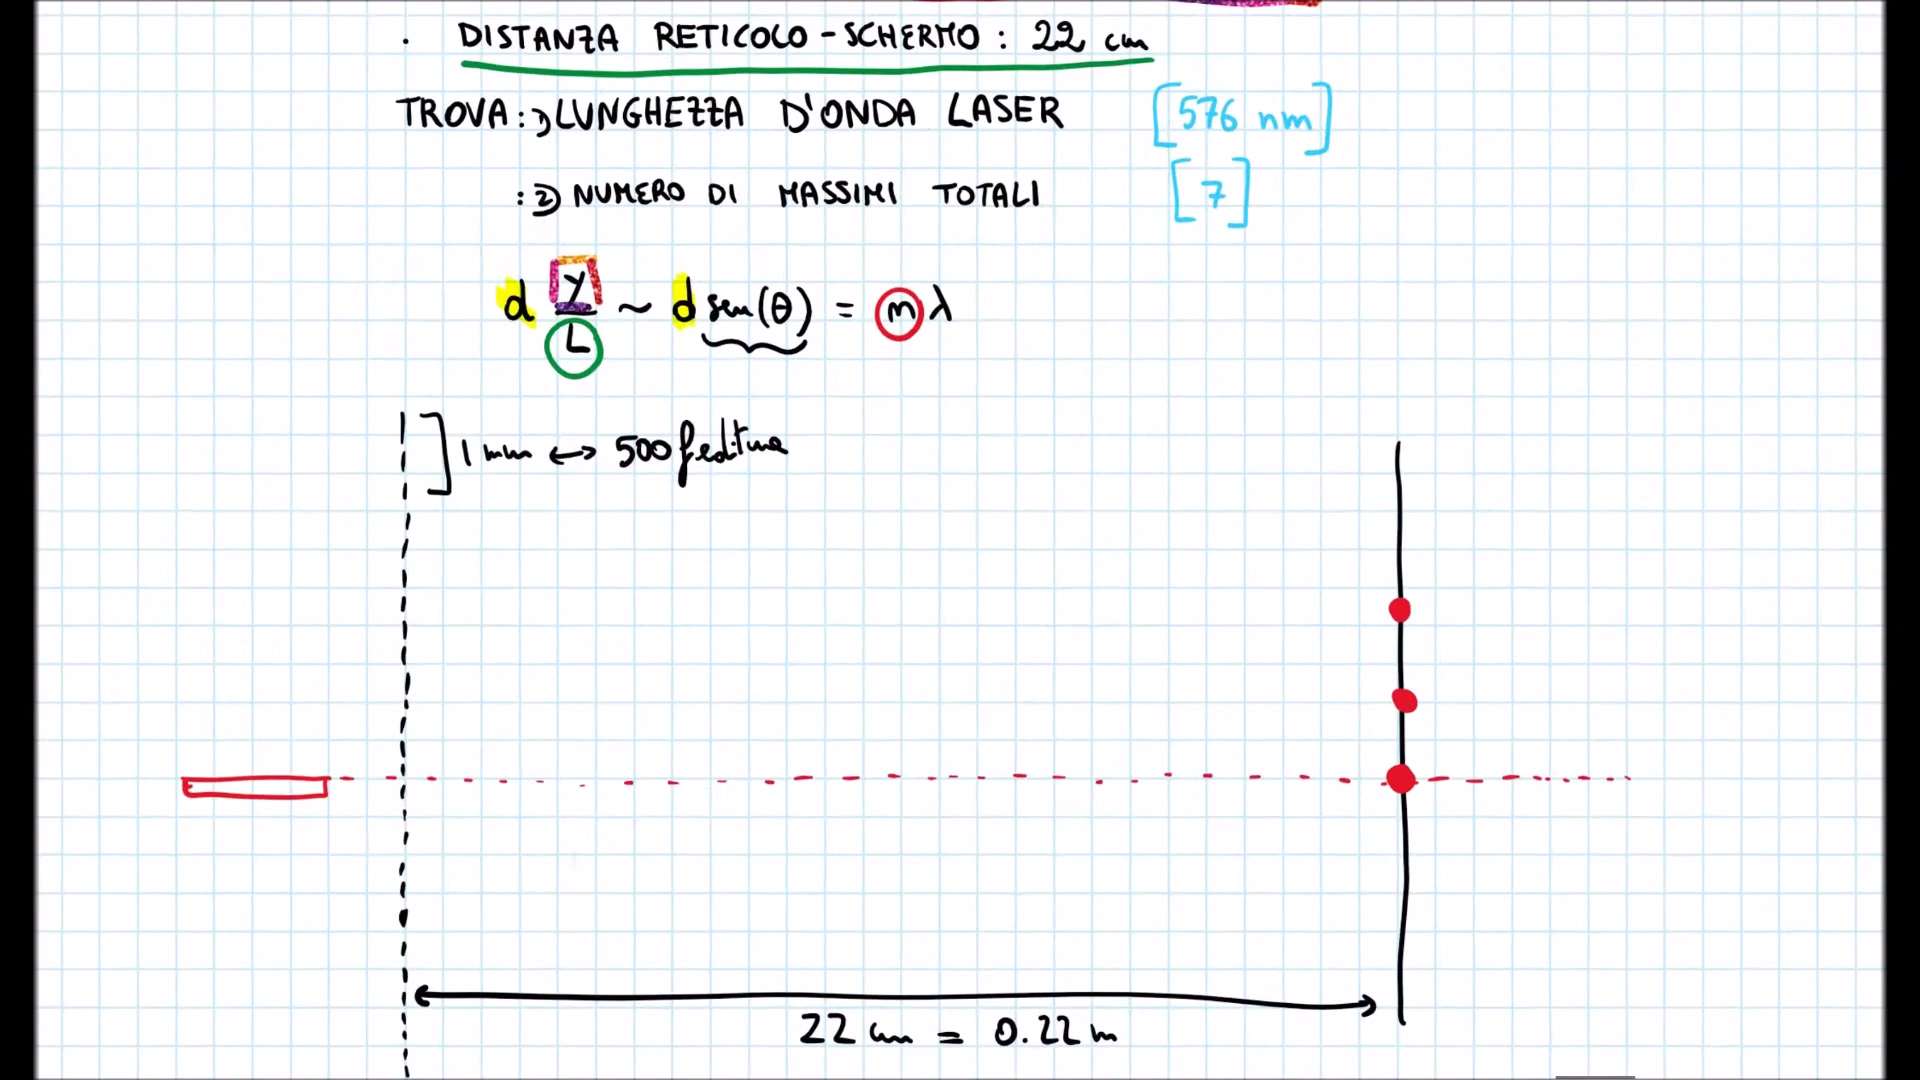 . DISTANZA RETICOLO - SCHERMO : 22 cm
TROVA : 1) LUNGHEZZA D'ONDA LASER [576 nm]
: 2) NUMERO DI MASSIMI TOTALI [7]
d y/L ~ d sen(θ) = m λ
1 mm ↔ 500 fenditure
22 cm = 0.22 m